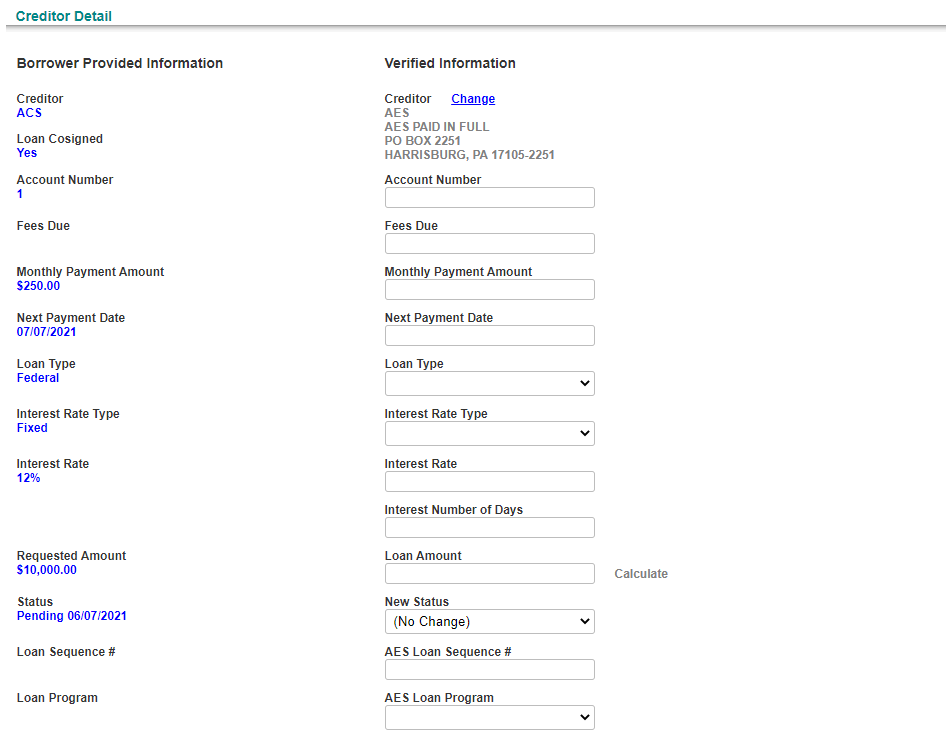 Creditor Detail
Borrower Provided Information
Verified Information
Creditor
ACS
Creditor Change
AES
AES PAID IN FULL
PO BOX 2251
HARRISBURG, PA 17105-2251
Loan Cosigned
Yes
Account Number
1
Account Number
Fees Due
Fees Due
Monthly Payment Amount
$250.00
Monthly Payment Amount
Next Payment Date
07/07/2021
Next Payment Date
Loan Type
Federal
Loan Type
Interest Rate Type
Fixed
Interest Rate Type
Interest Rate
12%
Interest Rate
Interest Number of Days
Requested Amount
$10,000.00
Loan Amount
Calculate
Status
Pending 06/07/2021
New Status
(No Change)
Loan Sequence #
AES Loan Sequence #
Loan Program
AES Loan Program